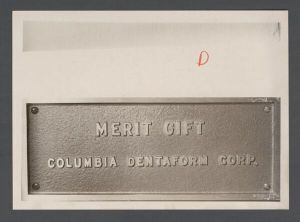 D
MERIT GIFT
COLUMBIA DENTAFORM CORP.